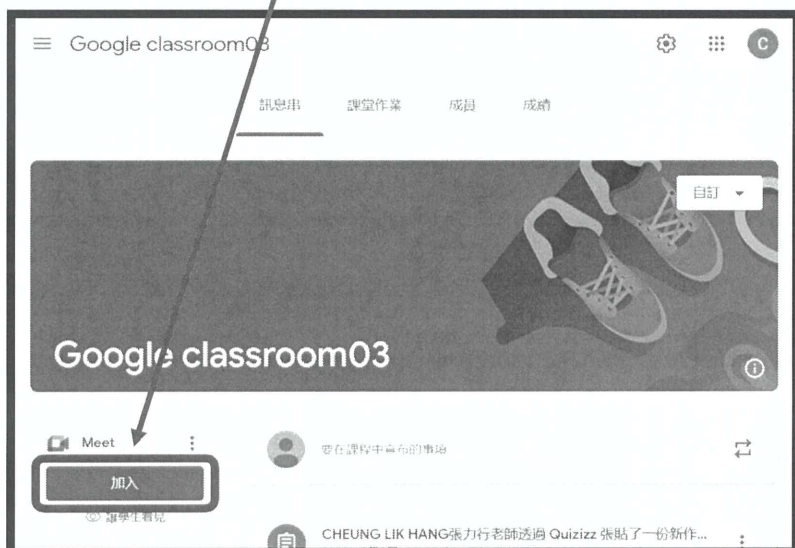 Google classroom03
C
訊息串 課堂作業 成員 成績
自訂
Google classroom03
Meet
加入
讓學生看見
要在課程中宣布的事項
CHEUNG LIK HANG張力行老師透過 Quizizz 張貼了一份新作...